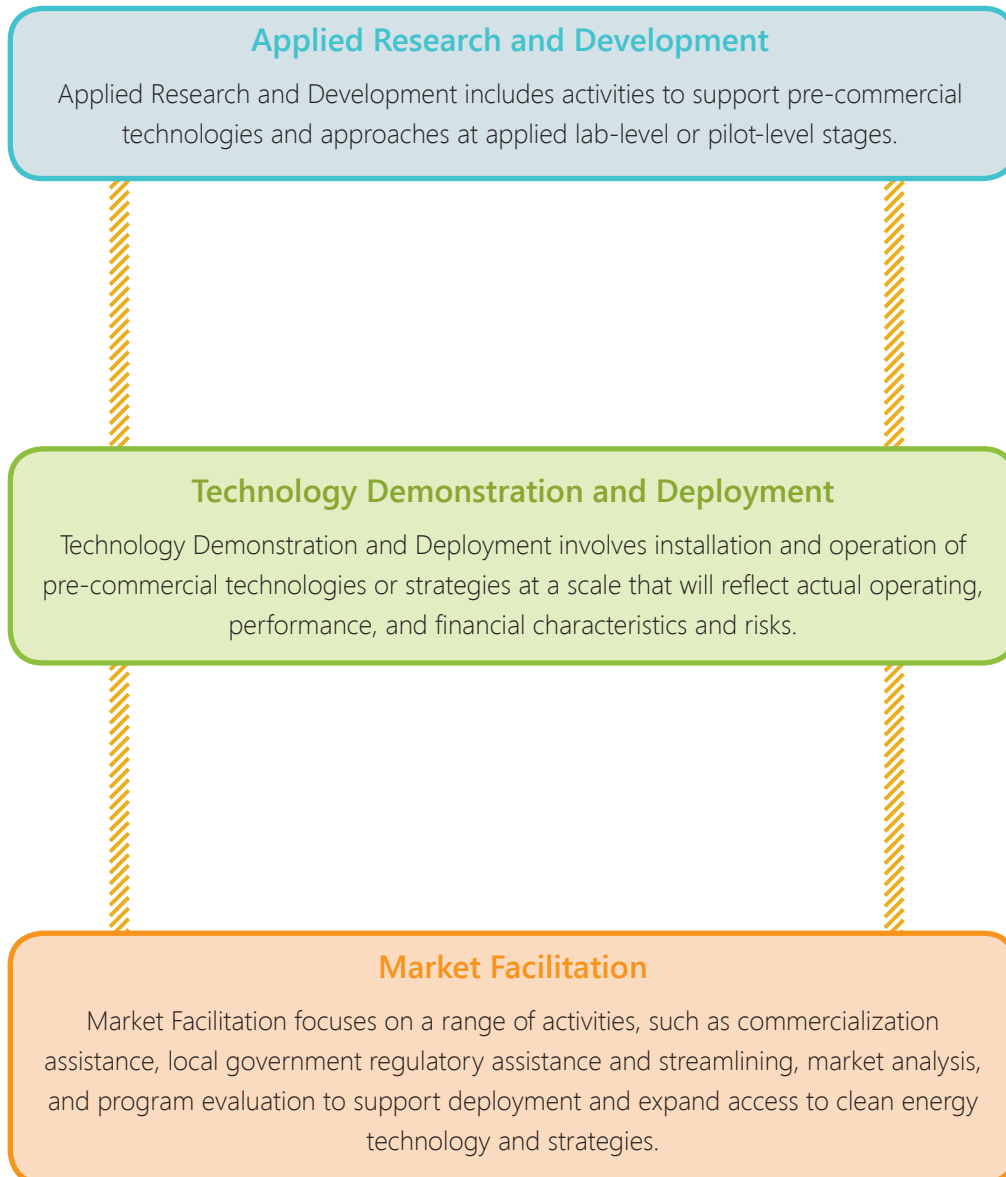 Applied Research and Development
Applied Research and Development includes activities to support pre-commercial
technologies and approaches at applied lab-level or pilot-level stages.
Technology Demonstration and Deployment
Technology Demonstration and Deployment involves installation and operation of
pre-commercial technologies or strategies at a scale that will reflect actual operating,
performance, and financial characteristics and risks.
Market Facilitation
Market Facilitation focuses on a range of activities, such as commercialization
assistance, local government regulatory assistance and streamlining, market analysis,
and program evaluation to support deployment and expand access to clean energy
technology and strategies.